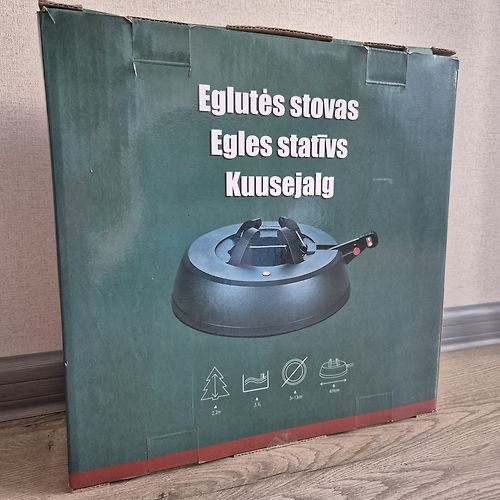 Eglutės stovas
Egles statīvs
Kuusejalg